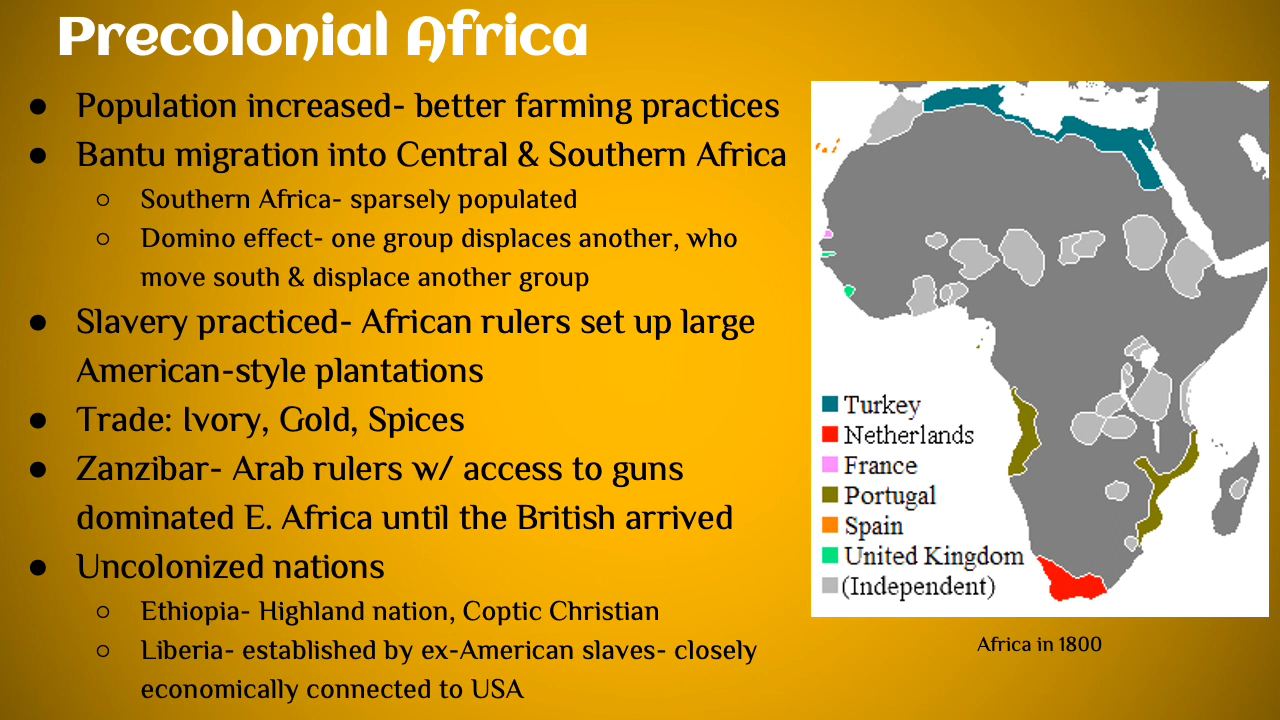 Precolonial Africa
● Population increased- better farming practices
● Bantu migration into Central & Southern Africa
○ Southern Africa- sparsely populated
○ Domino effect- one group displaces another, who
move south & displace another group
● Slavery practiced- African rulers set up large
American-style plantations
● Trade: Ivory, Gold, Spices
● Zanzibar- Arab rulers w/ access to guns
dominated E. Africa until the British arrived
● Uncolonized nations
○ Ethiopia- Highland nation, Coptic Christian
○ Liberia- established by ex-American slaves- closely
economically connected to USA
Turkey
Netherlands
France
Portugal
Spain
United Kingdom
(Independent)
Africa in 1800